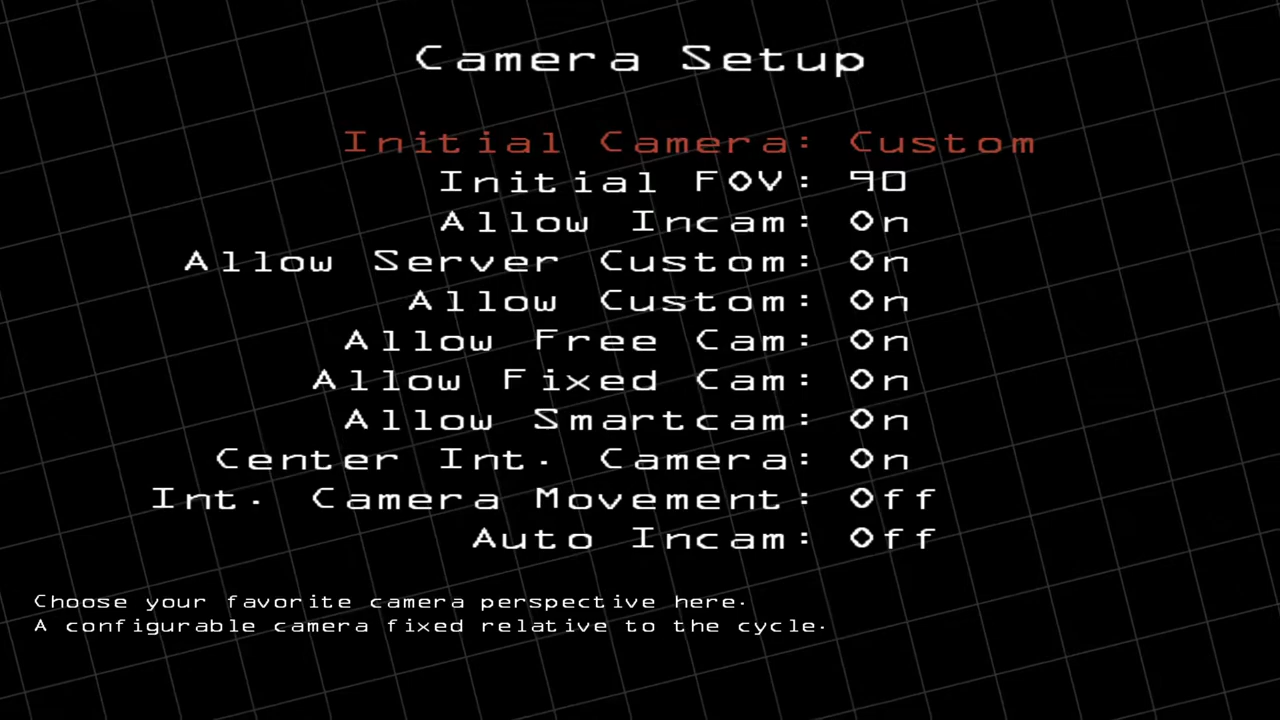 Camera Setup
Initial Camera: Custom
Initial FOV: 90
Allow Incam: On
Allow Server Custom: On
Allow Custom: On
Allow Free Cam: On
Allow Fixed Cam: On
Allow Smartcam: On
Center Int. Camera: On
Int. Camera Movement: Off
Auto Incam: Off
Choose your favorite camera perspective here.
A configurable camera fixed relative to the cycle.